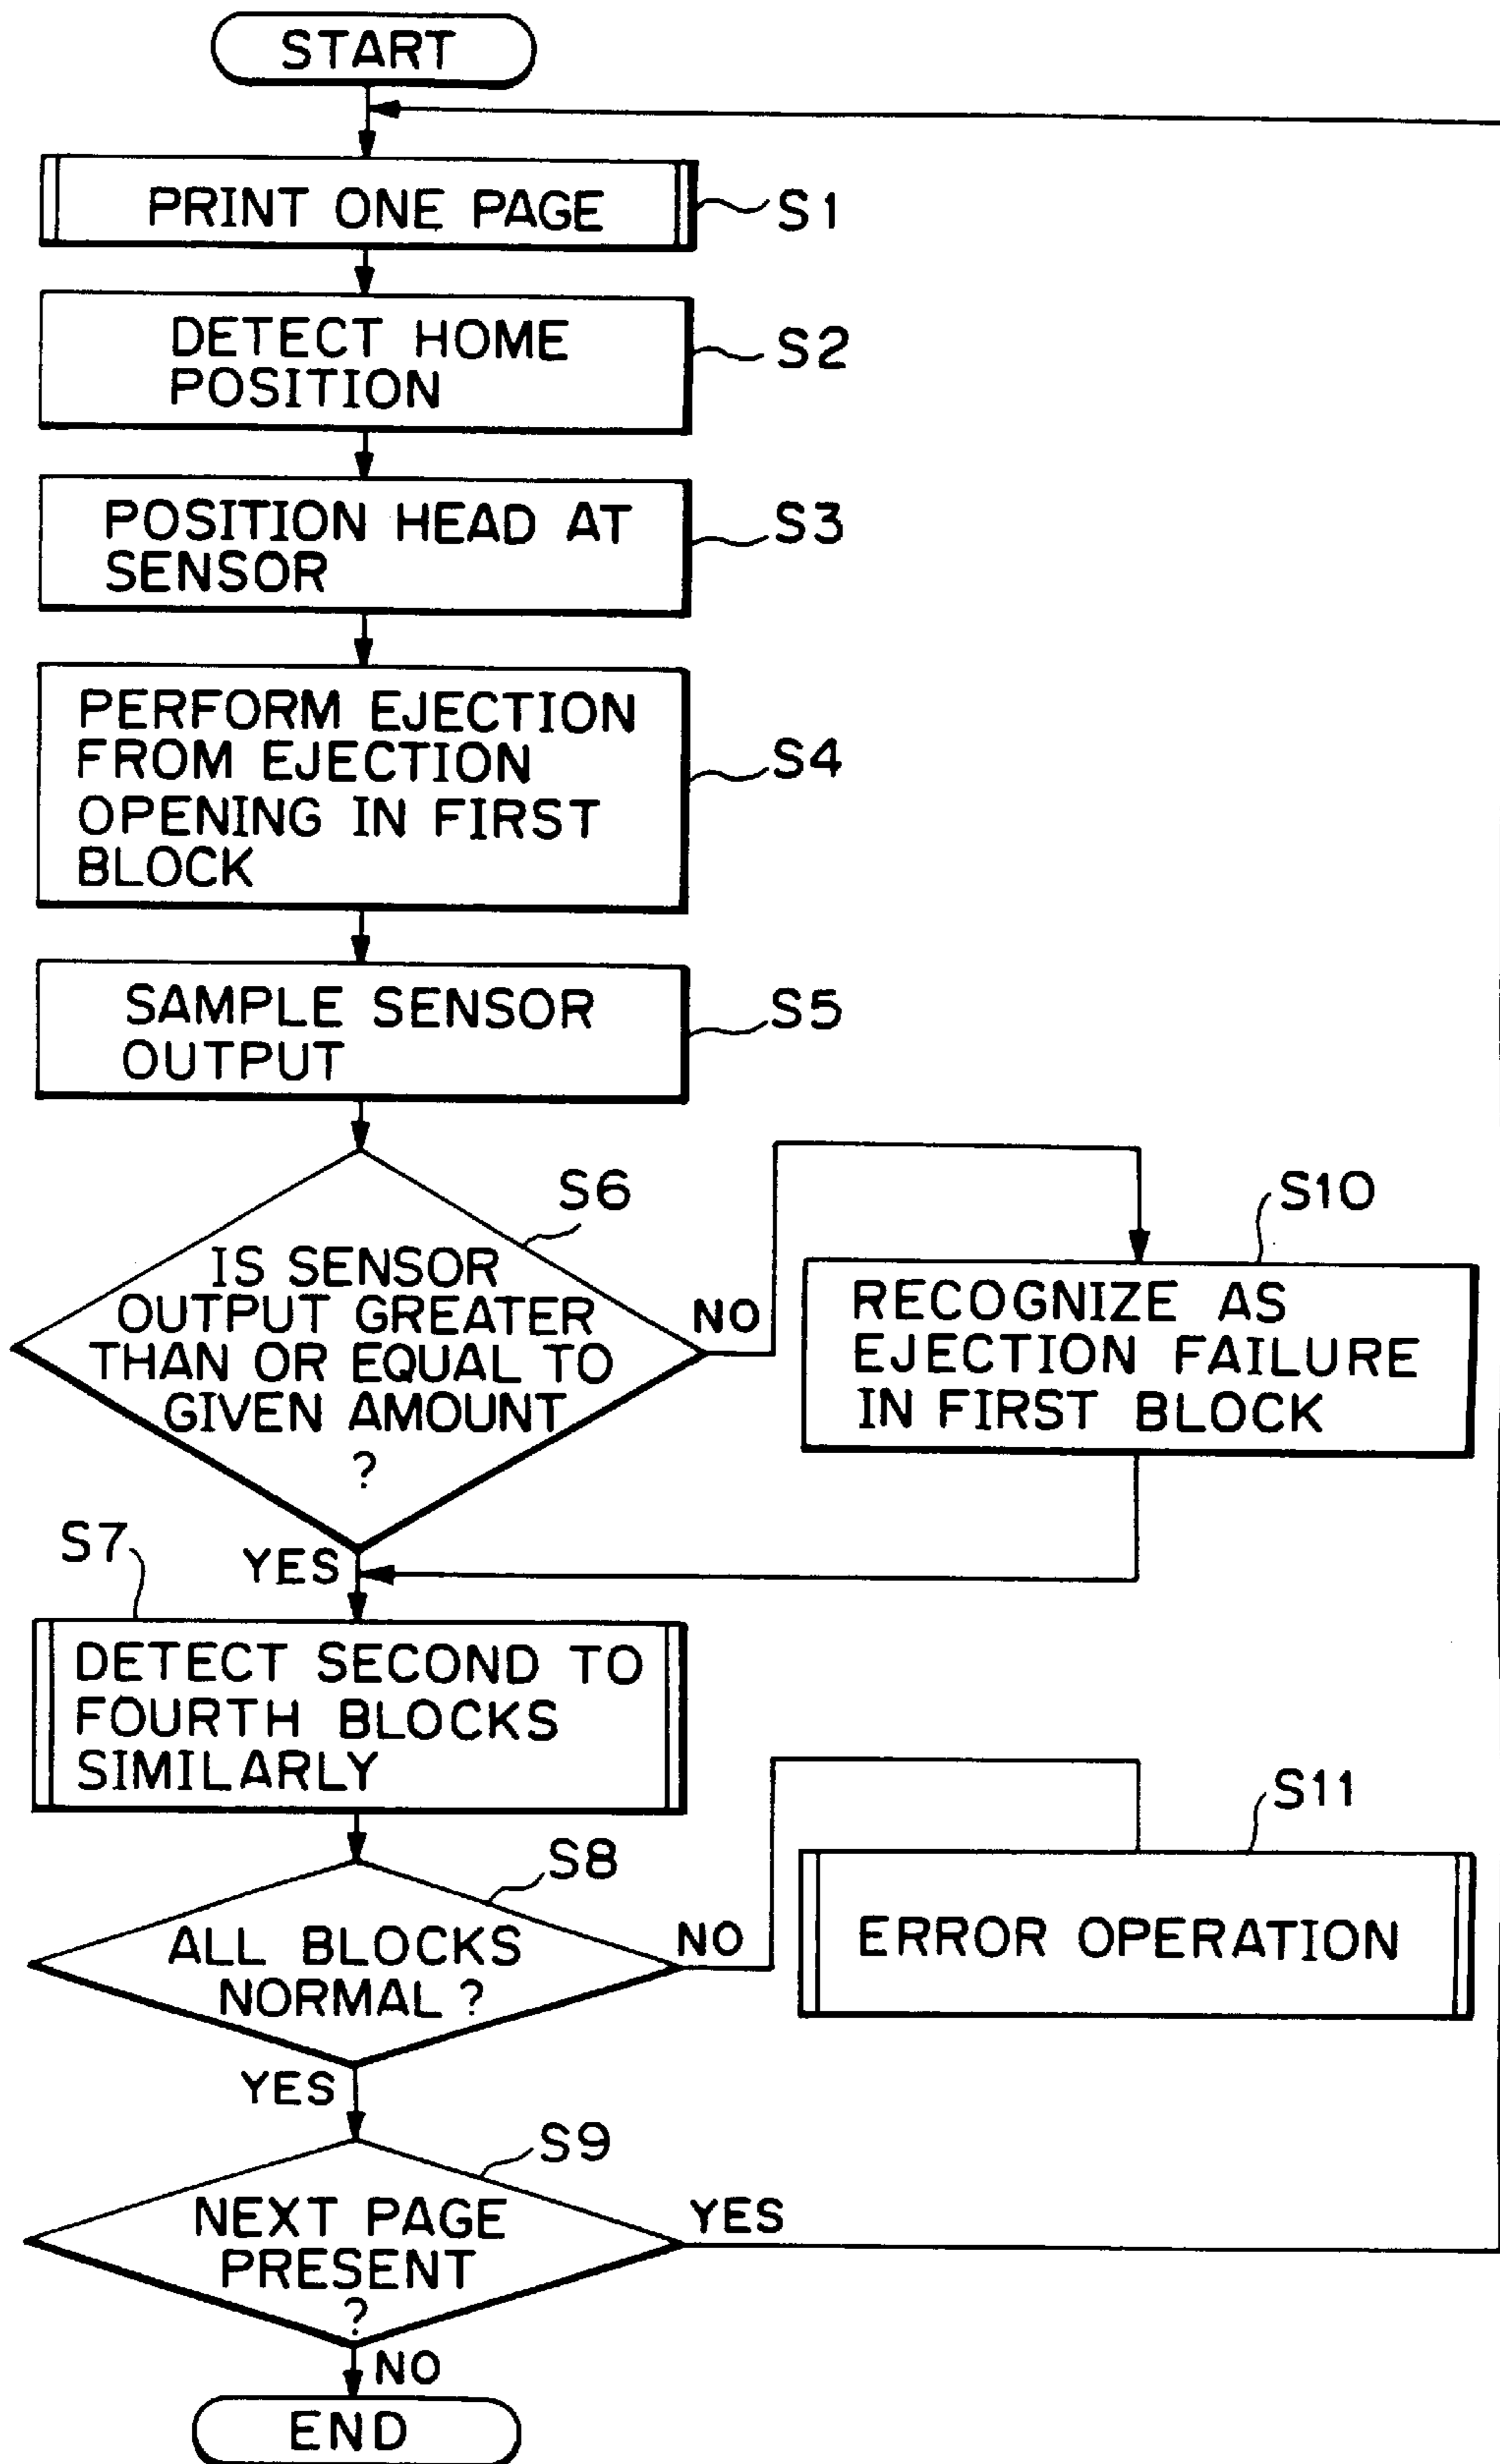 START
PRINT ONE PAGE
S1
DETECT HOME
POSITION
S2
POSITION HEAD AT
SENSOR
S3
PERFORM EJECTION
FROM EJECTION
OPENING IN FIRST
BLOCK
S4
SAMPLE SENSOR
OUTPUT
S5
S6
IS SENSOR
OUTPUT GREATER
THAN OR EQUAL TO
GIVEN AMOUNT
?
NO
S10
RECOGNIZE AS
EJECTION FAILURE
IN FIRST BLOCK
YES
S7
DETECT SECOND TO
FOURTH BLOCKS
SIMILARLY
S8
ALL BLOCKS
NORMAL ?
NO
S11
ERROR OPERATION
YES
S9
NEXT PAGE
PRESENT
?
YES
NO
END